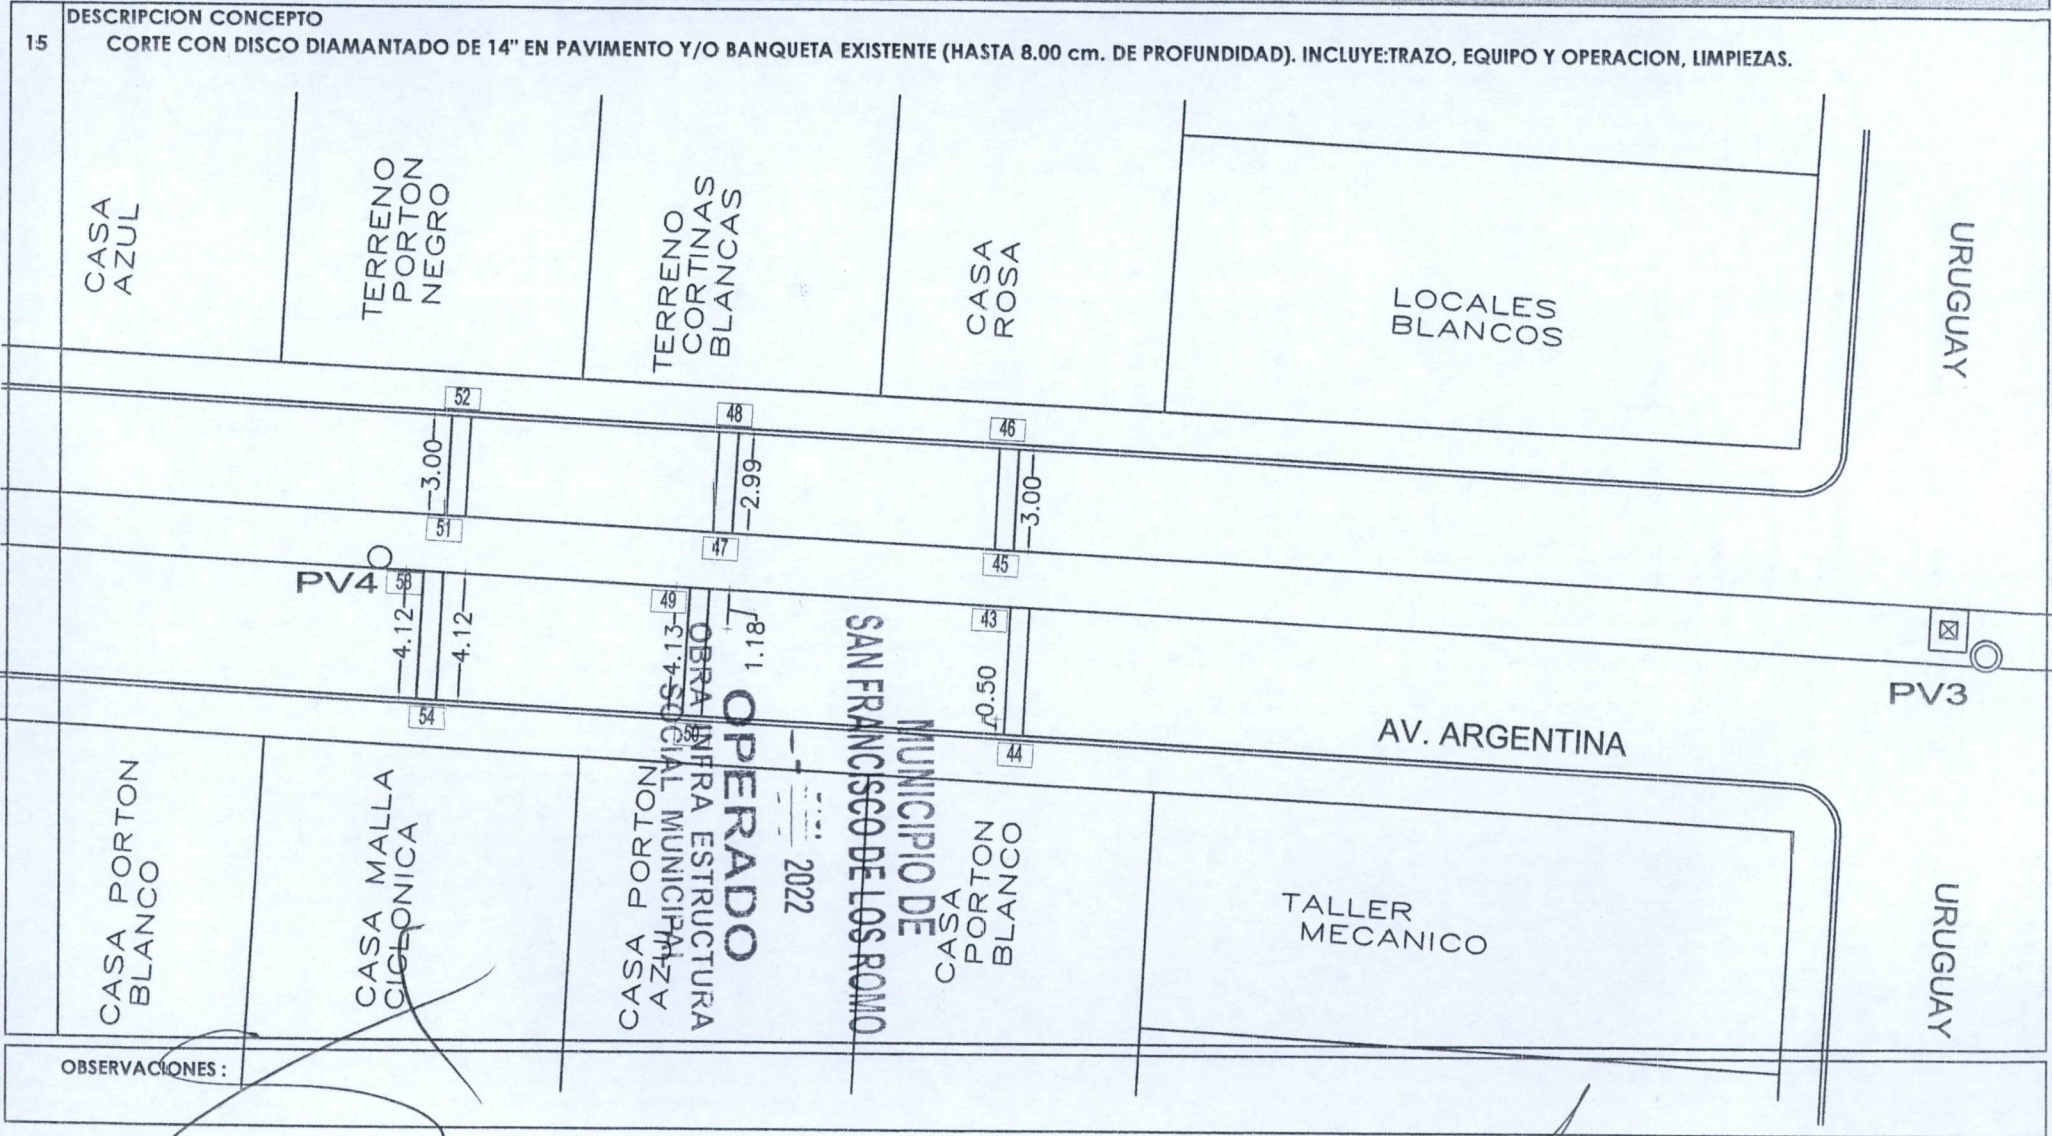 DESCRIPCION CONCEPTO
15
CORTE CON DISCO DIAMANTADO DE 14" EN PAVIMENTO Y/O BANQUETA EXISTENTE (HASTA 8.00 cm. DE PROFUNDIDAD). INCLUYE:TRAZO, EQUIPO Y OPERACION, LIMPIEZAS.
CASA
AZUL
TERRENO
PORTON
NEGRO
TERRENO
CORTINAS
BLANCAS
CASA
ROSA
LOCALES
BLANCOS
URUGUAY
52
48
46
3.00
2.99
3.00
51
47
45
PV4
53
49
43
4.12
4.12
4.13
1.18
0.50
54
50
44
PV3
AV. ARGENTINA
CASA PORTON
BLANCO
CASA MALLA
CICLONICA
CASA PORTON
AZUL
CASA
PORTON
BLANCO
TALLER
MECANICO
URUGUAY
MUNICIPIO DE
SAN FRANCISCO DE LOS ROMO
2022
OPERADO
OBRA INFRA ESTRUCTURA
SOCIAL MUNICIPAL
OBSERVACIONES :